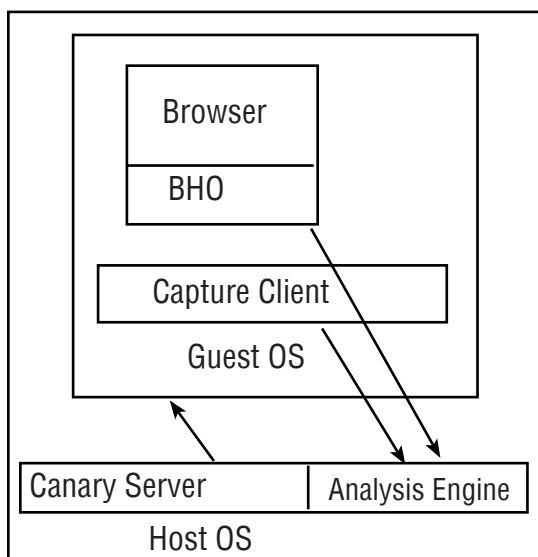 Browser
BHO
Capture Client
Guest OS
Canary Server
Analysis Engine
Host OS